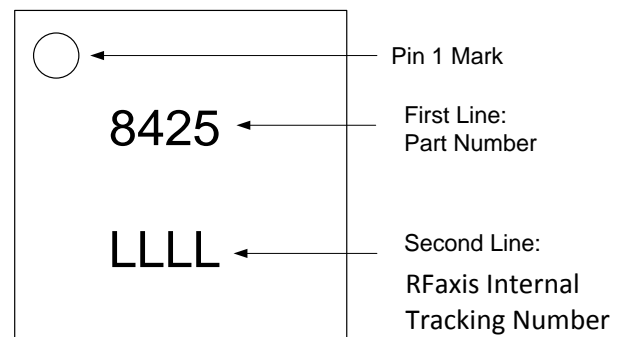 Pin 1 Mark
8425
First Line:
Part Number
LLLL
Second Line:
RFaxis Internal
Tracking Number